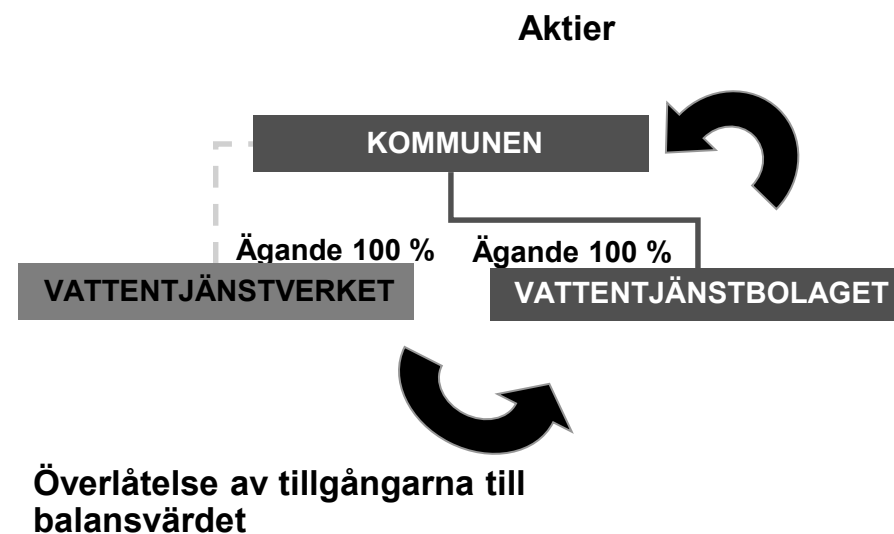 Aktier
KOMMUNEN
Ägande 100 % Ägande 100 %
VATTENTJÄNSTVERKET VATTENTJÄNSTBOLAGET
Överlåtelse av tillgångarna till
balansvärdet